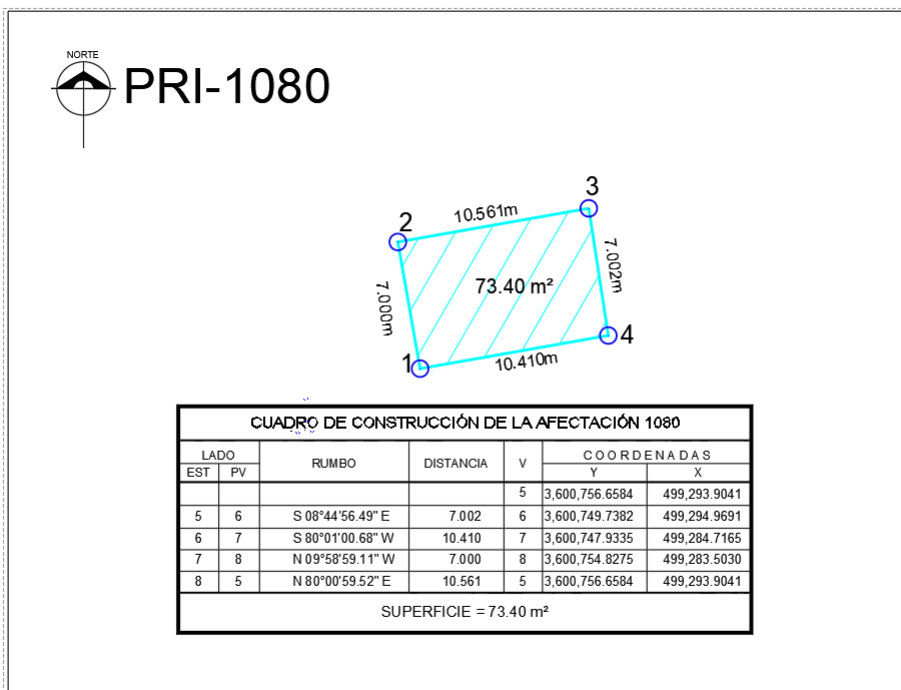 NORTE
PRI-1080
3
10.561m
2
7.002m
73.40 m²
7.000m
4
1
10.410m
CUADRO DE CONSTRUCCIÓN DE LA AFECTACIÓN 1080
LADO RUMBO DISTANCIA V COORDENADAS
EST PV Y X
5 3,600,756.6584 499,293.9041
5 6 S 08°44'56.49" E 7.002 6 3,600,749.7382 499,294.9691
6 7 S 80°01'00.68" W 10.410 7 3,600,747.9335 499,284.7165
7 8 N 09°58'59.11" W 7.000 8 3,600,754.8275 499,283.5030
8 5 N 80°00'59.52" E 10.561 5 3,600,756.6584 499,293.9041
SUPERFICIE = 73.40 m²